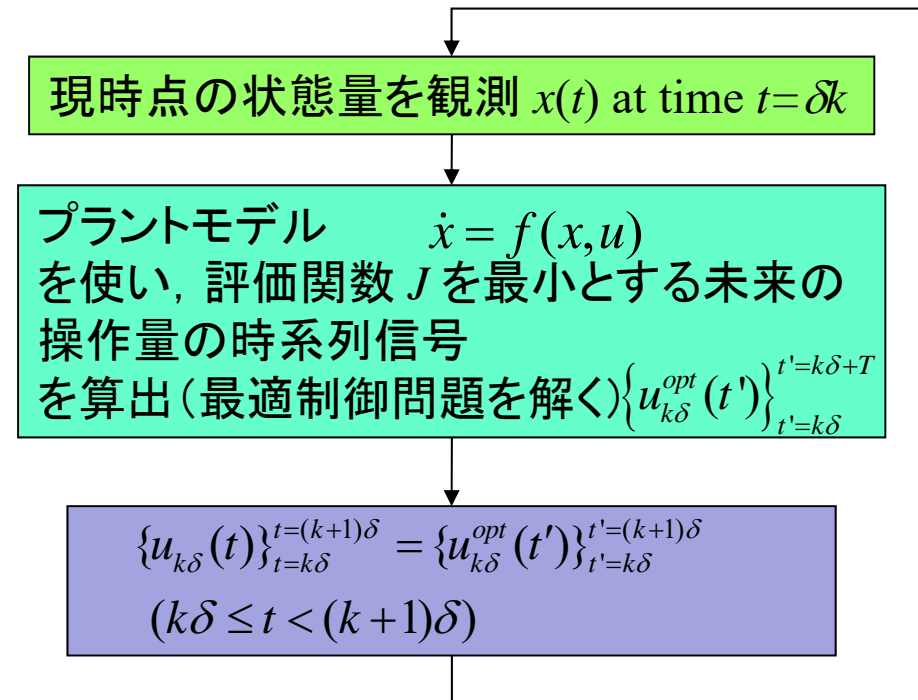 現時点の状態量を観測 x(t) at time t=δk
プラントモデル ẋ = f(x,u)
を使い，評価関数 J を最小とする未来の
操作量の時系列信号
を算出（最適制御問題を解く） {u_{kδ}^{opt}(t')}_{t'=kδ}^{t'=kδ+T}
{u_{kδ}(t)}_{t=kδ}^{t=(k+1)δ} = {u_{kδ}^{opt}(t′)}_{t'=kδ}^{t'=(k+1)δ}
(kδ ≤ t < (k+1)δ)